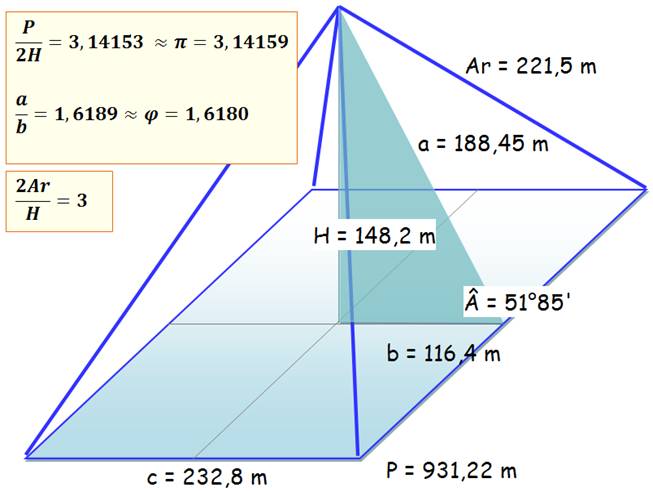 P/2H = 3,14153 ≈ π = 3,14159
a/b = 1,6189 ≈ φ = 1,6180
2Ar/H = 3
Ar = 221,5 m
a = 188,45 m
H = 148,2 m
Â = 51°85'
b = 116,4 m
c = 232,8 m
P = 931,22 m